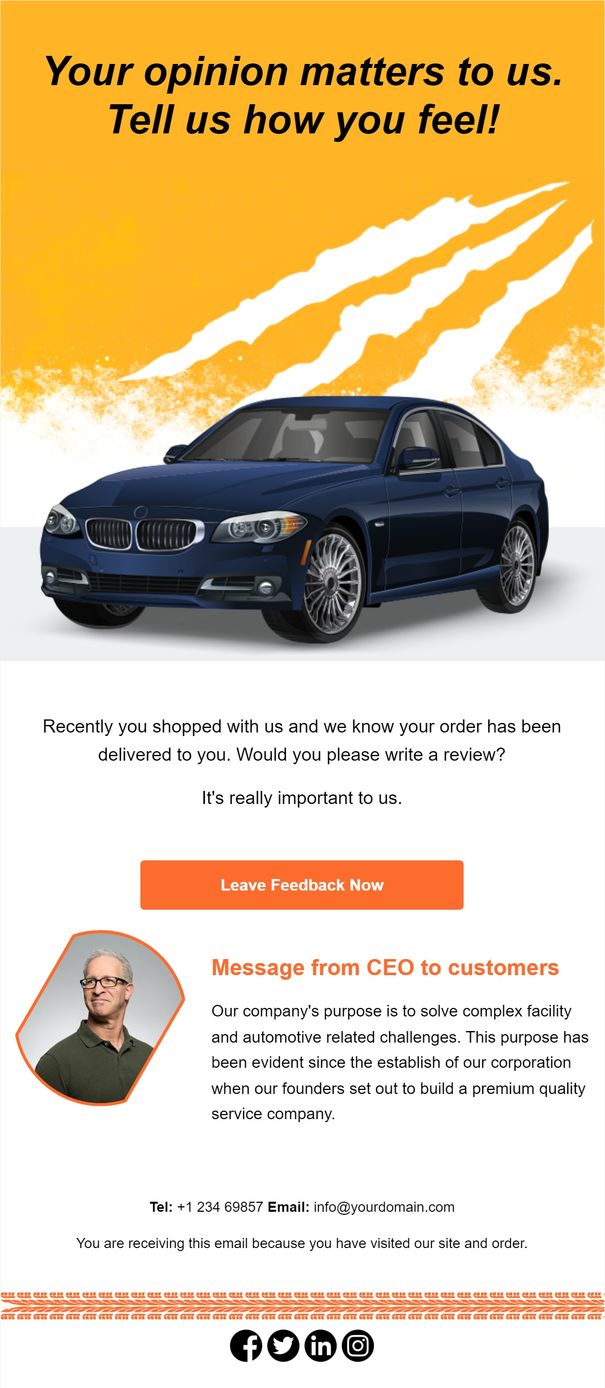 Your opinion matters to us.
Tell us how you feel!
Recently you shopped with us and we know your order has been
delivered to you. Would you please write a review?
It's really important to us.
Leave Feedback Now
Message from CEO to customers
Our company's purpose is to solve complex facility
and automotive related challenges. This purpose has
been evident since the establish of our corporation
when our founders set out to build a premium quality
service company.
Tel: +1 234 69857 Email: info@yourdomain.com
You are receiving this email because you have visited our site and order.